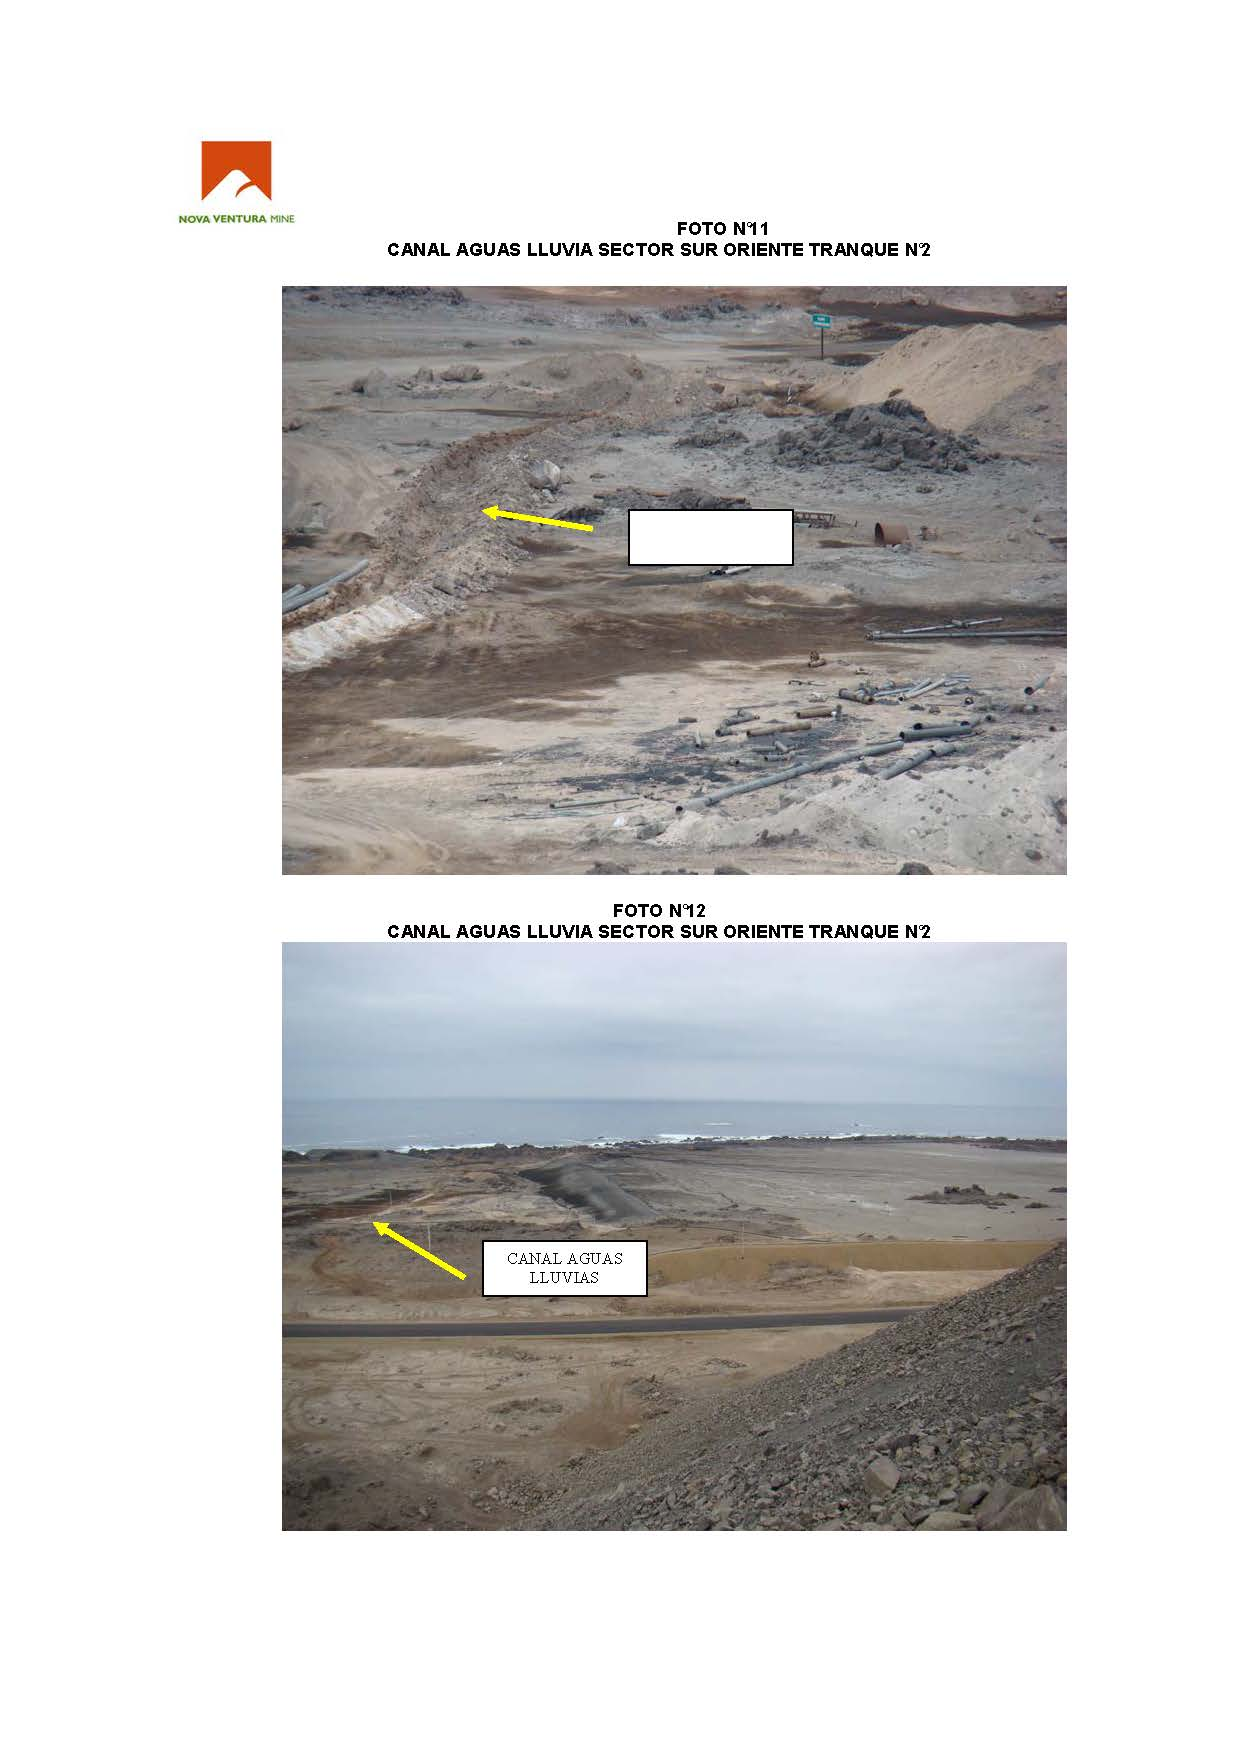 NOVA VENTURA MINE
FOTO N°11
CANAL AGUAS LLUVIA SECTOR SUR ORIENTE TRANQUE N°2
FOTO N°12
CANAL AGUAS LLUVIA SECTOR SUR ORIENTE TRANQUE N°2
CANAL AGUAS
LLUVIAS